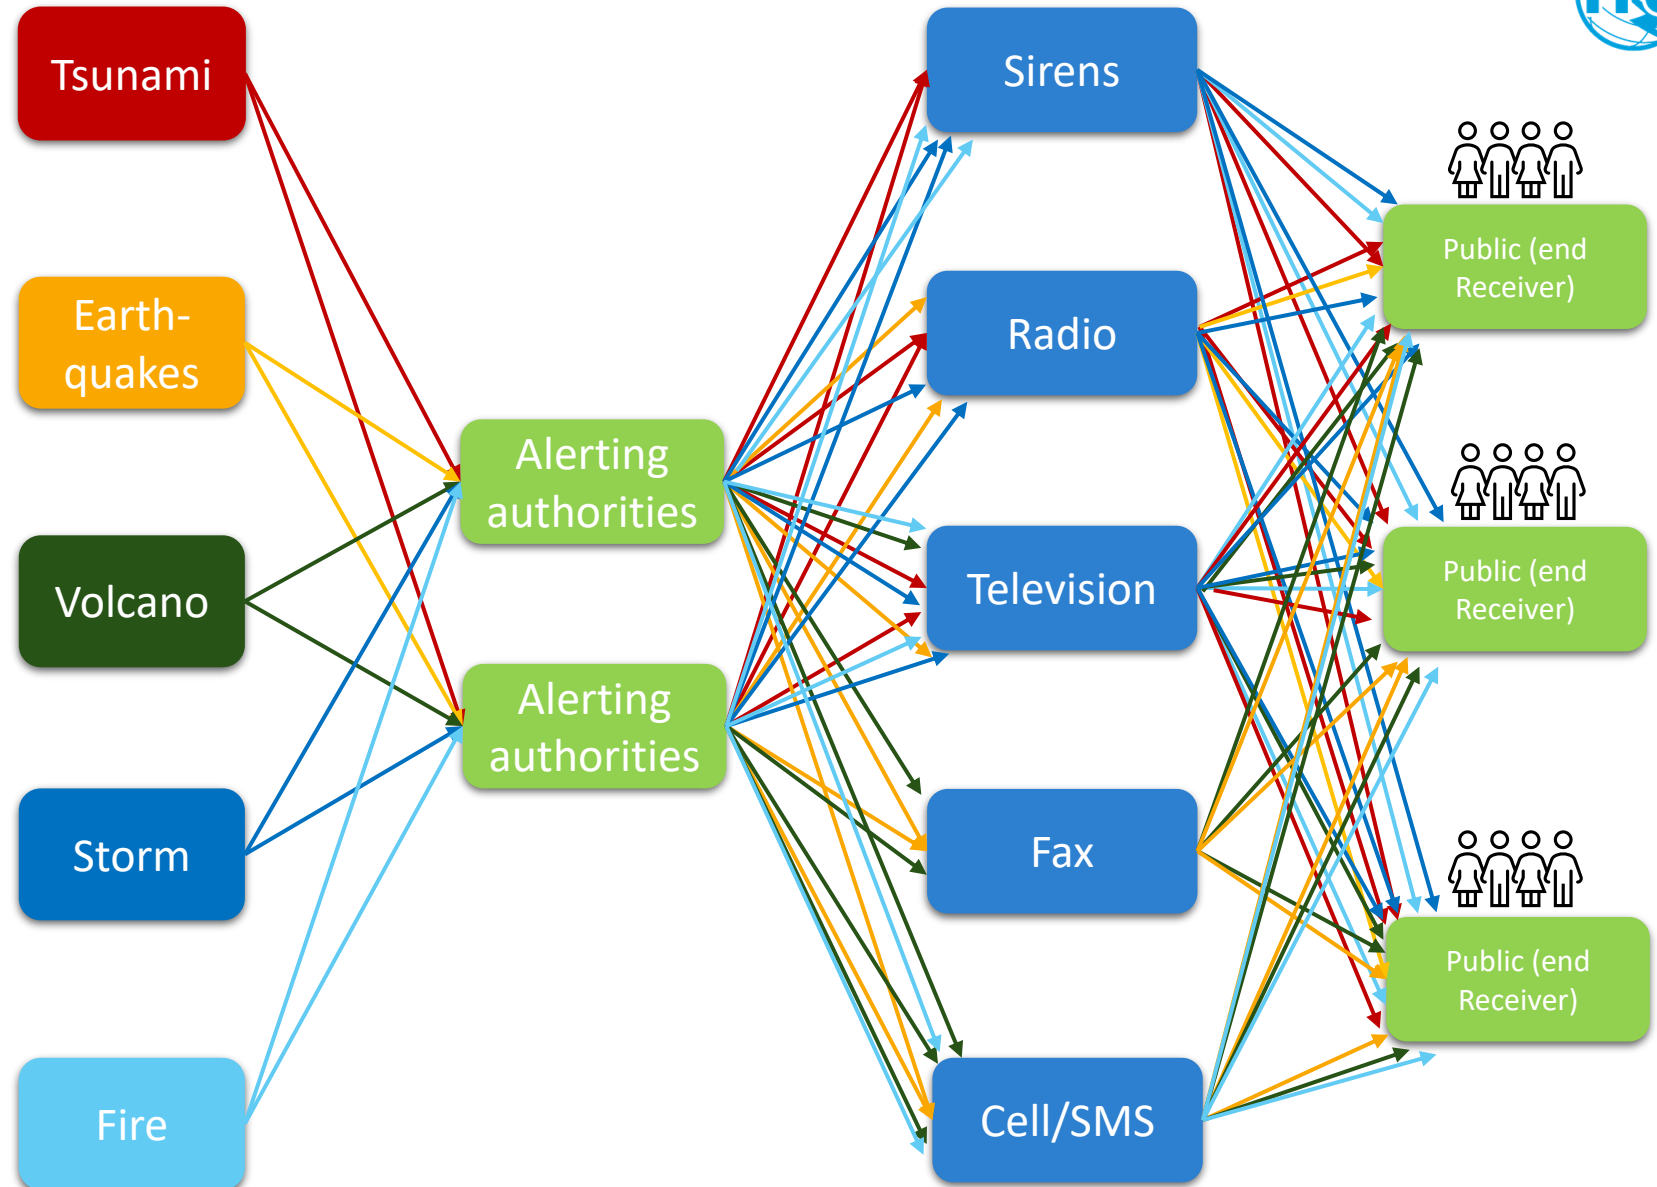 Tsunami
Earth-
quakes
Volcano
Storm
Fire
Alerting
authorities
Alerting
authorities
Sirens
Radio
Television
Fax
Cell/SMS
Public (end
Receiver)
Public (end
Receiver)
Public (end
Receiver)